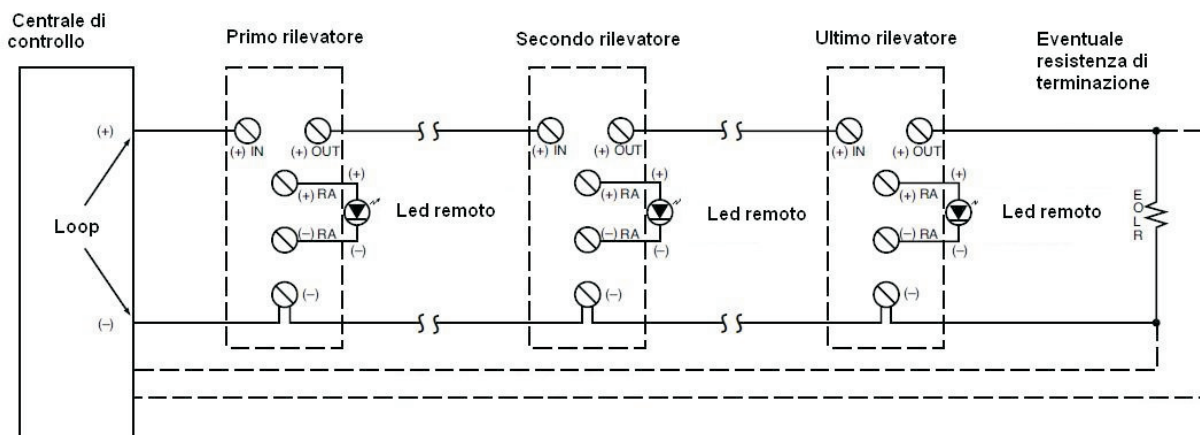 Centrale di
controllo
Primo rilevatore
Secondo rilevatore
Ultimo rilevatore
Eventuale
resistenza di
terminazione
(+)
(+) IN
(+) OUT
(+) IN
(+) OUT
(+) IN
(+) OUT
(+) RA
(+)
(+) RA
(+)
(+) RA
(+)
Loop
Led remoto
Led remoto
Led remoto
EOLR
(–) RA
(–)
(–) RA
(–)
(–) RA
(–)
(–)
(–)
(–)
(–)